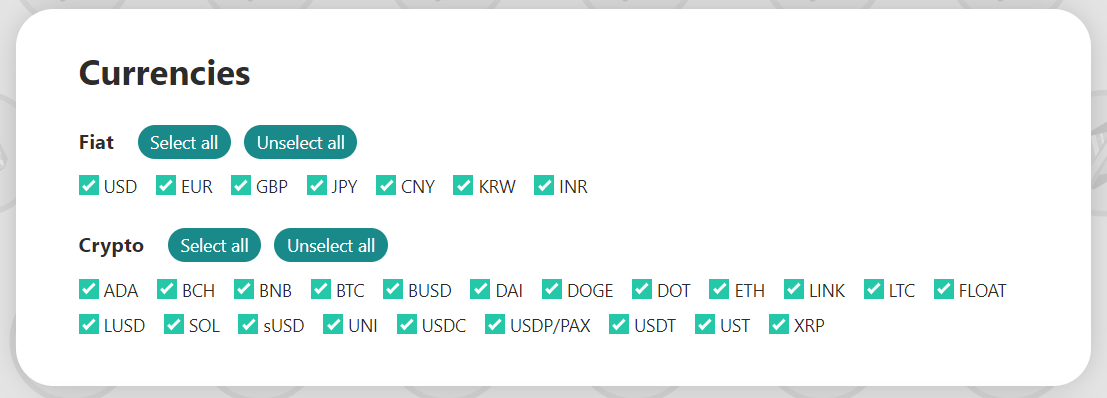 Currencies
Fiat Select all Unselect all
USD EUR GBP JPY CNY KRW INR
Crypto Select all Unselect all
ADA BCH BNB BTC BUSD DAI DOGE DOT ETH LINK LTC FLOAT
LUSD SOL sUSD UNI USDC USDP/PAX USDT UST XRP